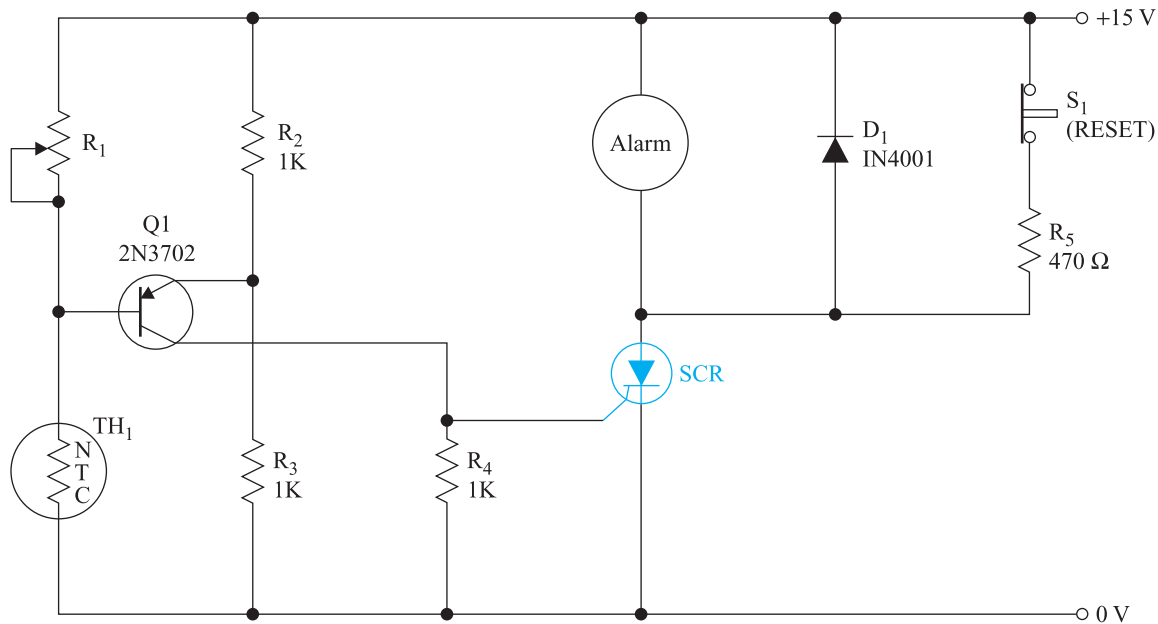 +15 V
R1
R2
1K
Alarm
D1
IN4001
S1
(RESET)
R5
470 Ω
Q1
2N3702
SCR
TH1
N
T
C
R3
1K
R4
1K
0 V